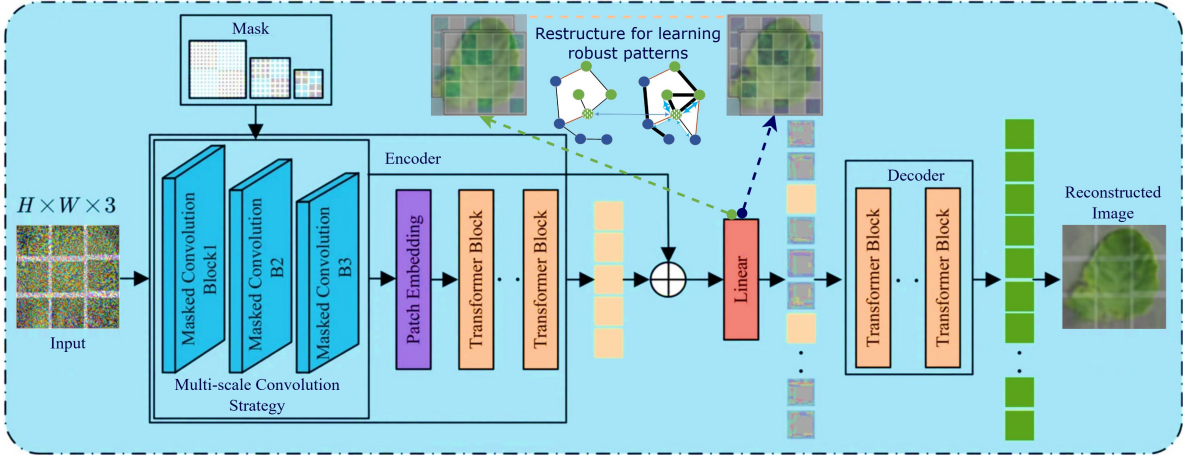 Mask
Restructure for learning
robust patterns
Encoder
H×W×3
Input
Masked Convolution
Block1
Masked Convolution
B2
Masked Convolution
B3
Multi-scale Convolution
Strategy
Patch Embedding
Transformer Block
Transformer Block
Linear
Decoder
Transformer Block
Transformer Block
Reconstructed
Image